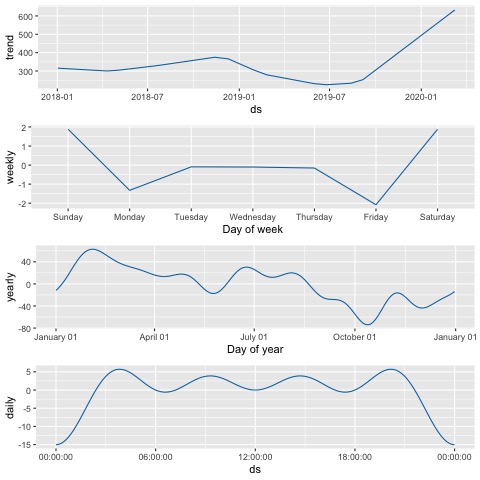 trend
600
500
400
300
2018-01 2018-07 2019-01 2019-07 2020-01
ds
weekly
2
1
0
-1
-2
Sunday Monday Tuesday Wednesday Thursday Friday Saturday
Day of week
yearly
40
0
-40
-80
January 01 April 01 July 01 October 01 January 01
Day of year
daily
5
0
-5
-10
-15
00:00:00 06:00:00 12:00:00 18:00:00 00:00:00
ds